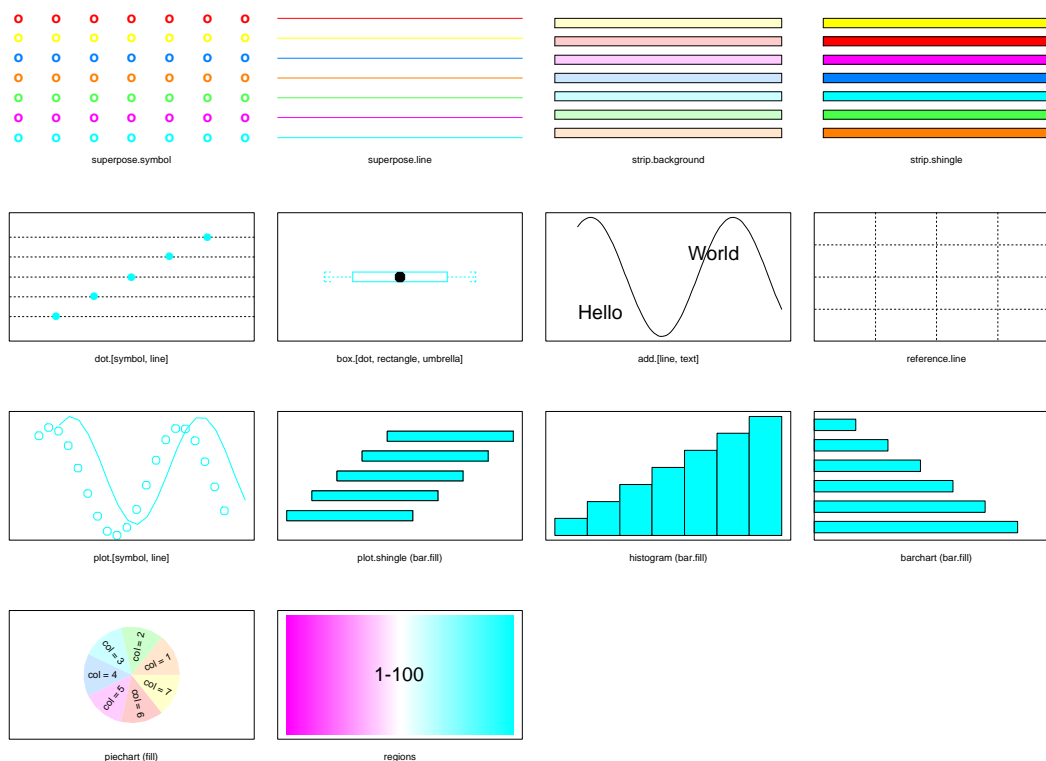 superpose.symbol
superpose.line
strip.background
strip.shingle
World
Hello
dot.[symbol, line]
box.[dot, rectangle, umbrella]
add.[line, text]
reference.line
plot.[symbol, line]
plot.shingle (bar.fill)
histogram (bar.fill)
barchart (bar.fill)
col = 1
col = 2
col = 3
col = 4
col = 5
col = 6
col = 7
1-100
piechart (fill)
regions